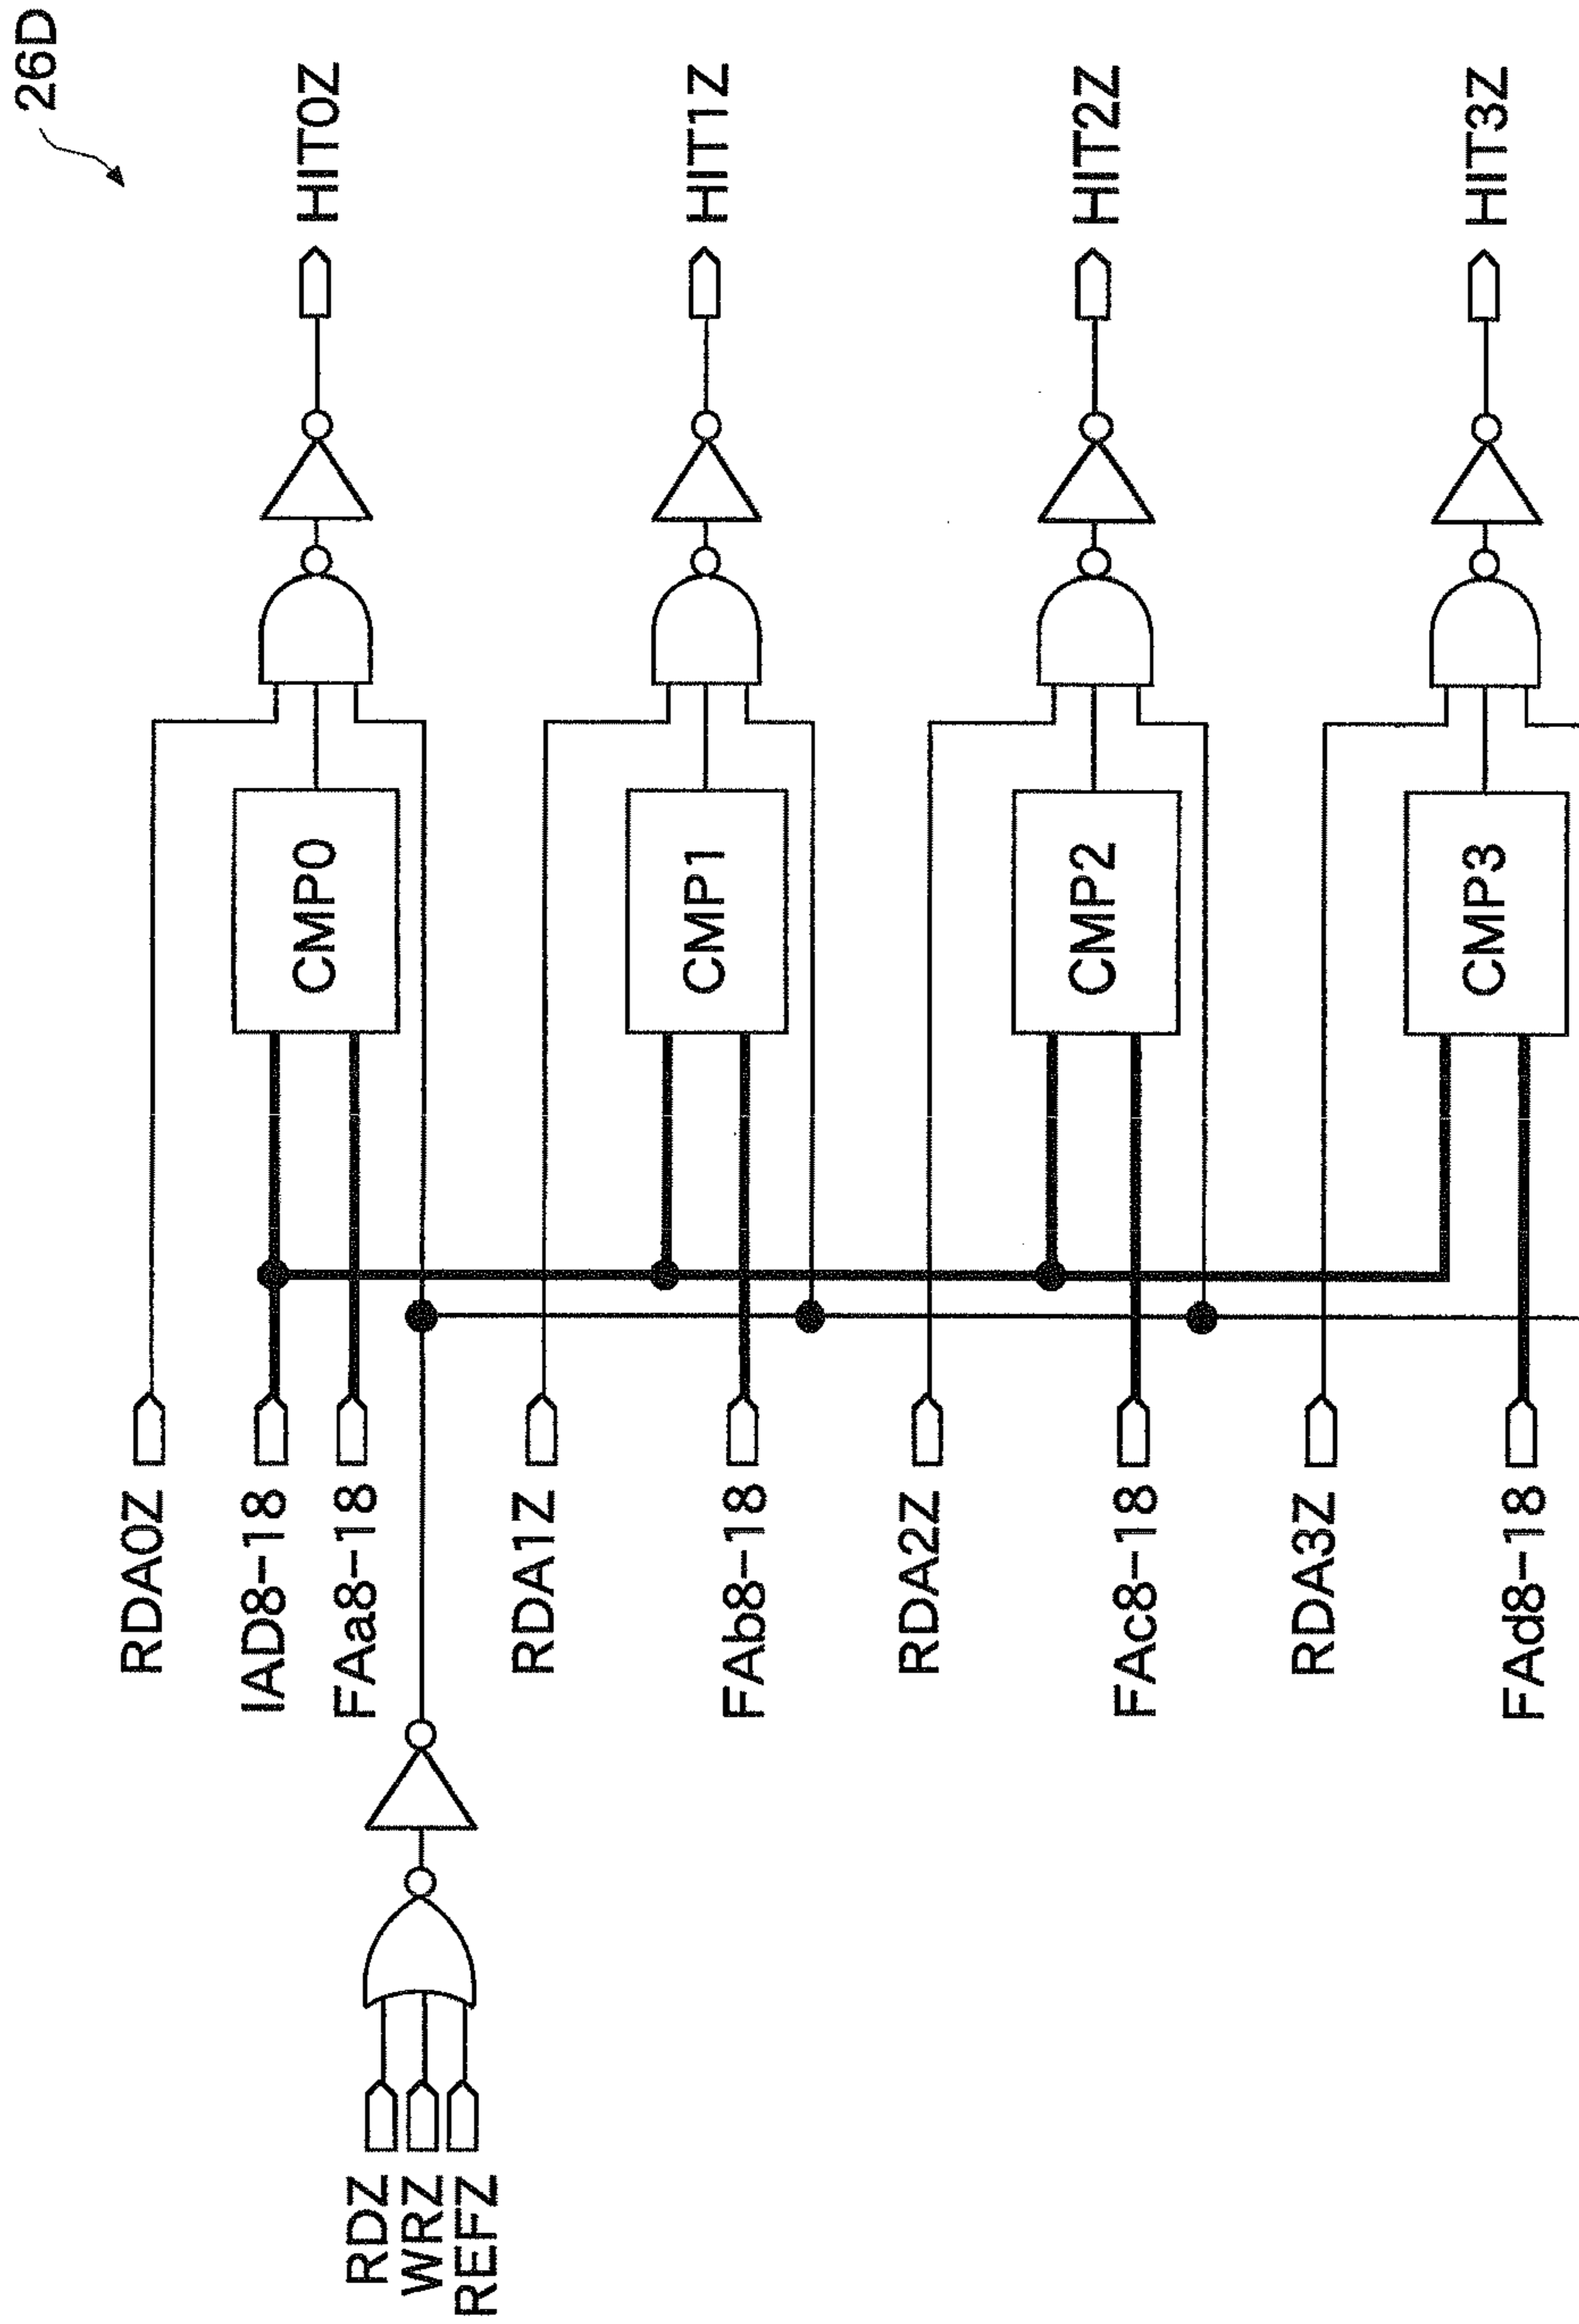 26D
RDZ
WRZ
REFZ
RDA0Z
IAD8-18
FAa8-18
CMP0
HIT0Z
RDA1Z
FAb8-18
CMP1
HIT1Z
RDA2Z
FAc8-18
CMP2
HIT2Z
RDA3Z
FAd8-18
CMP3
HIT3Z